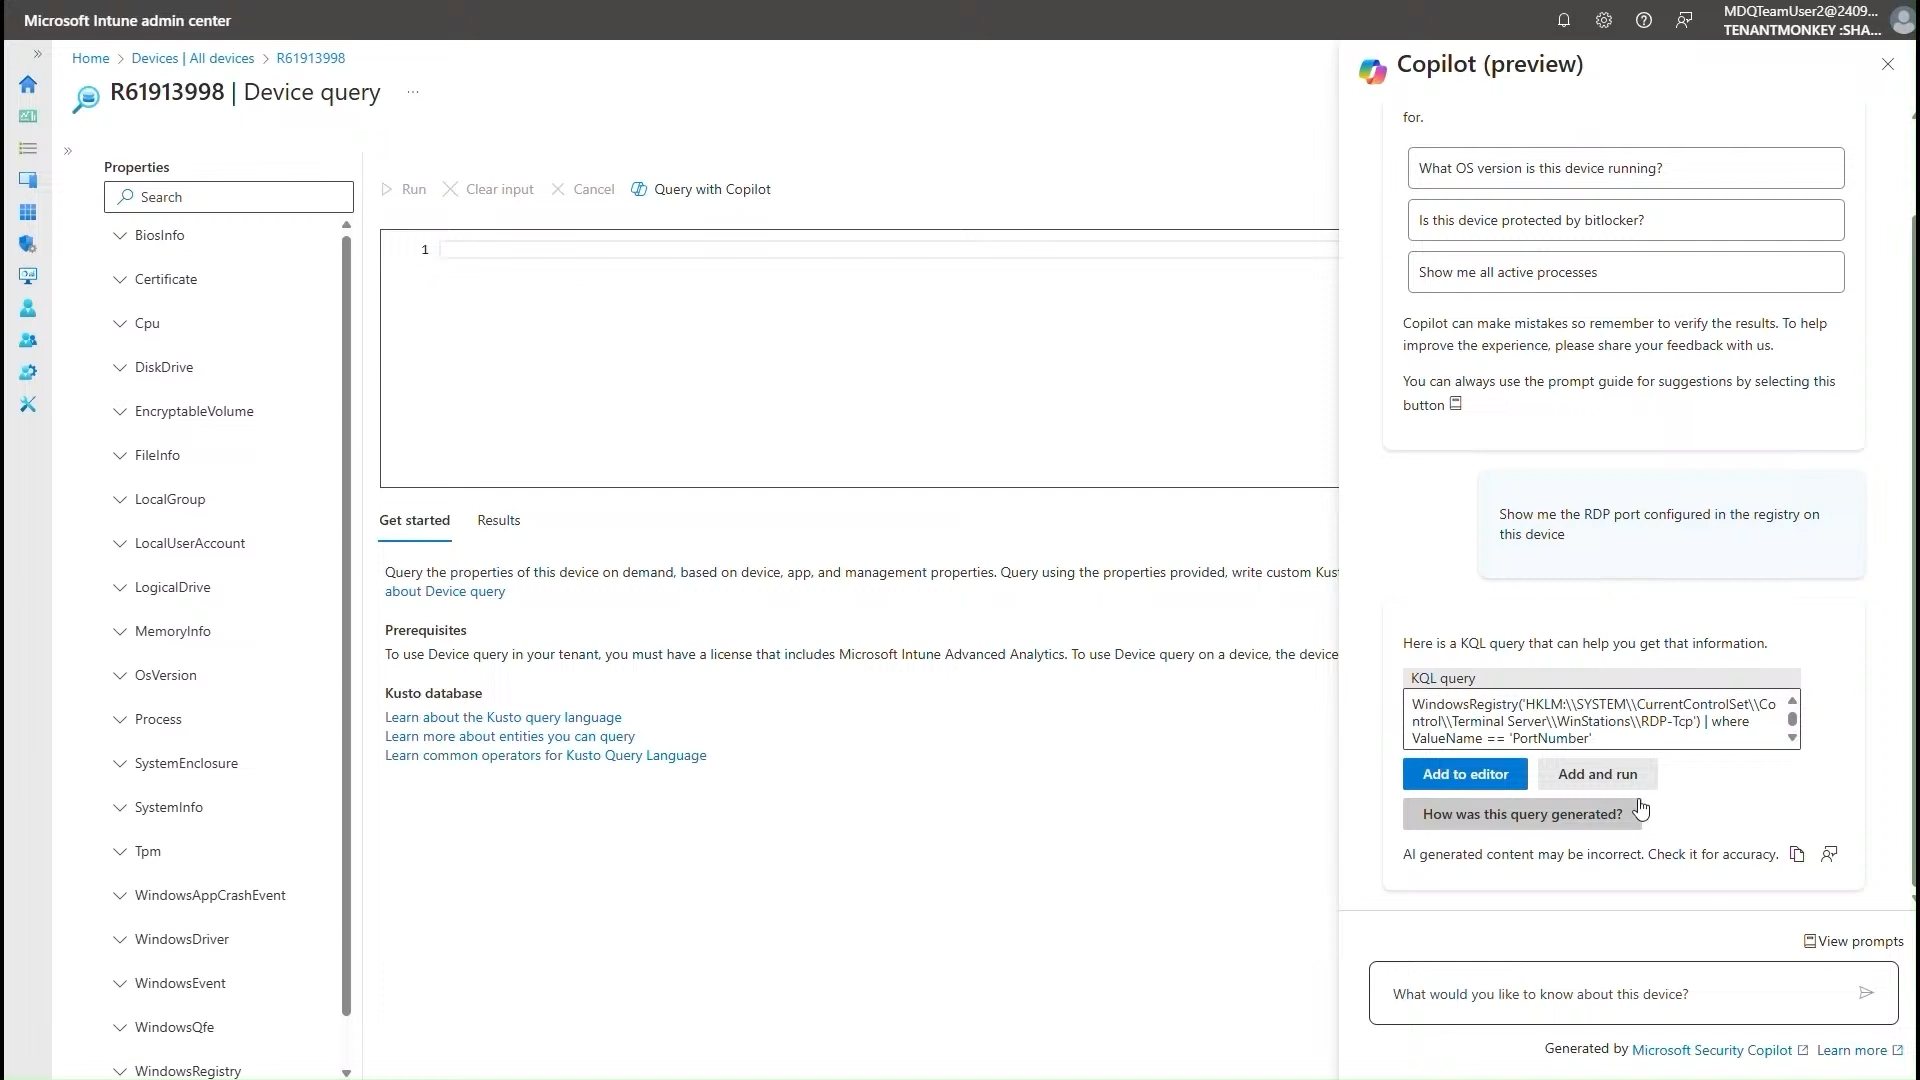 Microsoft Intune admin center
MDQTeamUser2@2409...
TENANTMONKEY :SHA...
Home
Devices | All devices
R61913998
R61913998 | Device query
...
Properties
Search
BiosInfo
Certificate
Cpu
DiskDrive
EncryptableVolume
FileInfo
LocalGroup
LocalUserAccount
LogicalDrive
MemoryInfo
OsVersion
Process
SystemEnclosure
SystemInfo
Tpm
WindowsAppCrashEvent
WindowsDriver
WindowsEvent
WindowsQfe
WindowsRegistry
Run
Clear input
Cancel
Query with Copilot
1
Get started
Results
Query the properties of this device on demand, based on device, app, and management properties. Query using the properties provided, write custom Kus
about Device query
Prerequisites
To use Device query in your tenant, you must have a license that includes Microsoft Intune Advanced Analytics. To use Device query on a device, the device
Kusto database
Learn about the Kusto query language
Learn more about entities you can query
Learn common operators for Kusto Query Language
Copilot (preview)
for.
What OS version is this device running?
Is this device protected by bitlocker?
Show me all active processes
Copilot can make mistakes so remember to verify the results. To help
improve the experience, please share your feedback with us.
You can always use the prompt guide for suggestions by selecting this
button
Show me the RDP port configured in the registry on
this device
Here is a KQL query that can help you get that information.
KQL query
WindowsRegistry('HKLM:\\SYSTEM\\CurrentControlSet\\Co
ntrol\\Terminal Server\\WinStations\\RDP-Tcp') | where
ValueName == 'PortNumber'
Add to editor
Add and run
How was this query generated?
AI generated content may be incorrect. Check it for accuracy.
View prompts
What would you like to know about this device?
Generated by Microsoft Security Copilot
Learn more